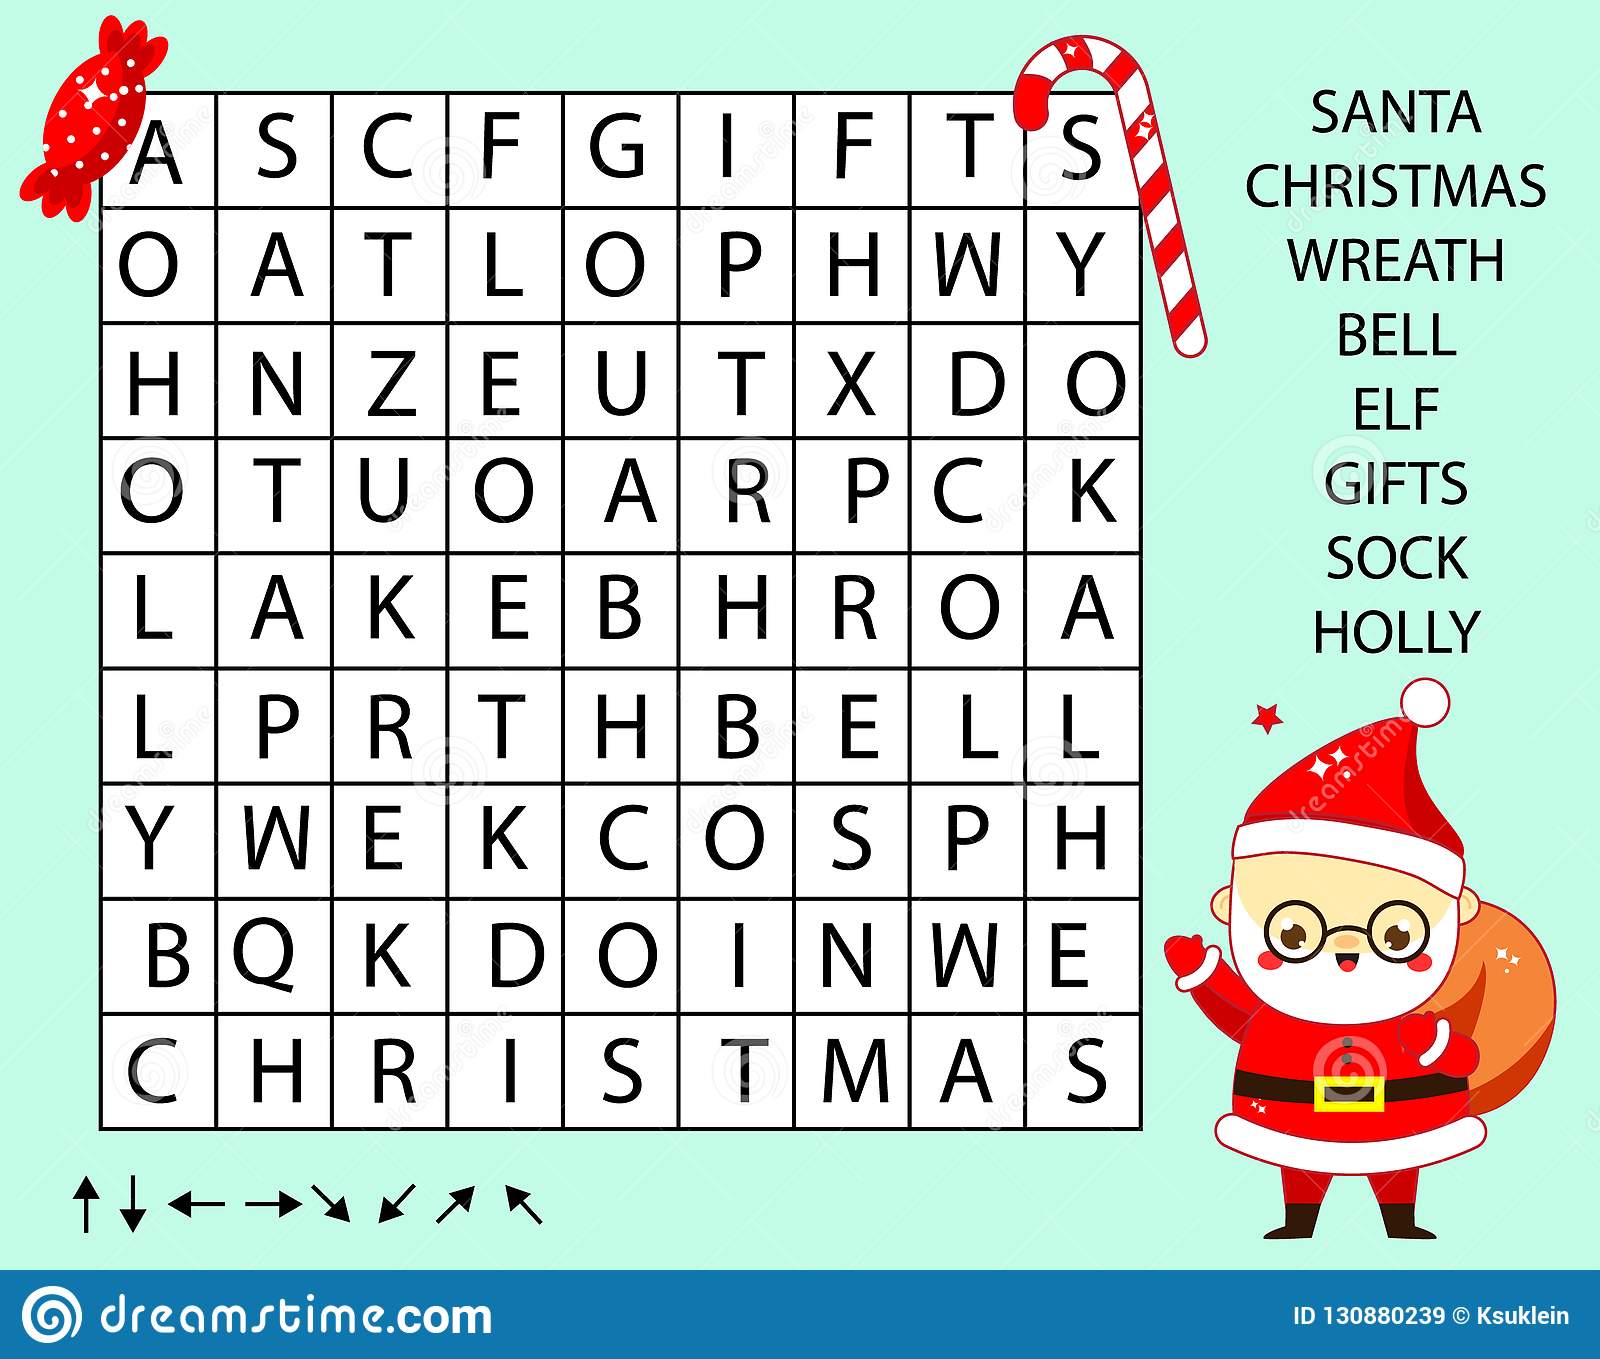 A S C F G I F T S
O A T L O P H W Y
H N Z E U T X D O
O T U O A R P C K
L A K E B H R O A
L P R T H B E L L
Y W E K C O S P H
B Q K D O I N W E
C H R I S T M A S
SANTA
CHRISTMAS
WREATH
BELL
ELF
GIFTS
SOCK
HOLLY
dreamstime.com
ID 130880239 © Ksuklein